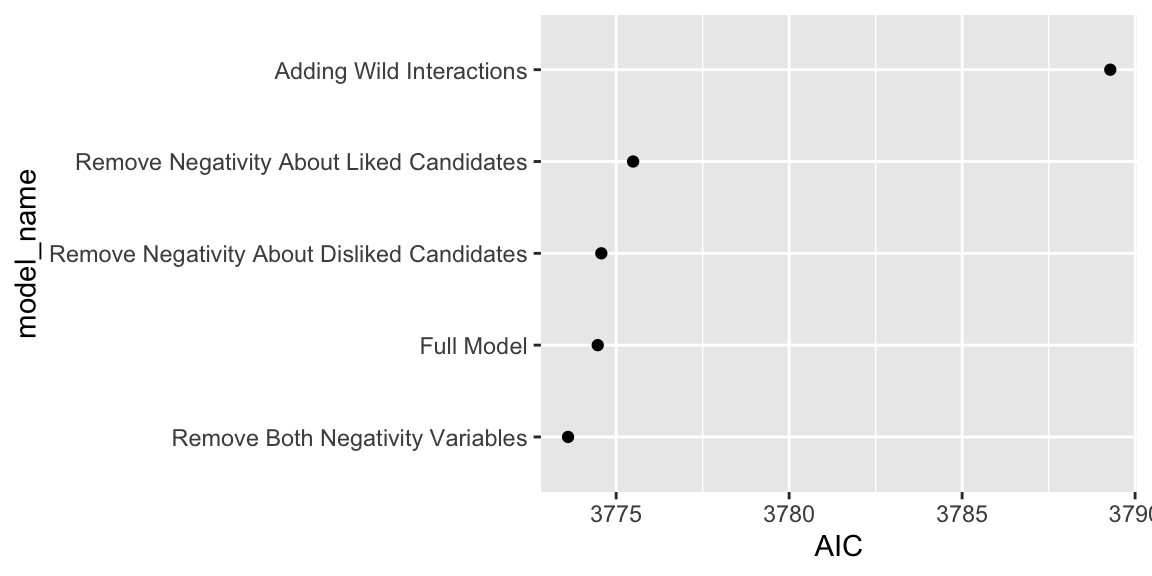 model_name
Adding Wild Interactions
Remove Negativity About Liked Candidates
Remove Negativity About Disliked Candidates
Full Model
Remove Both Negativity Variables
3775 3780 3785 3790
AIC